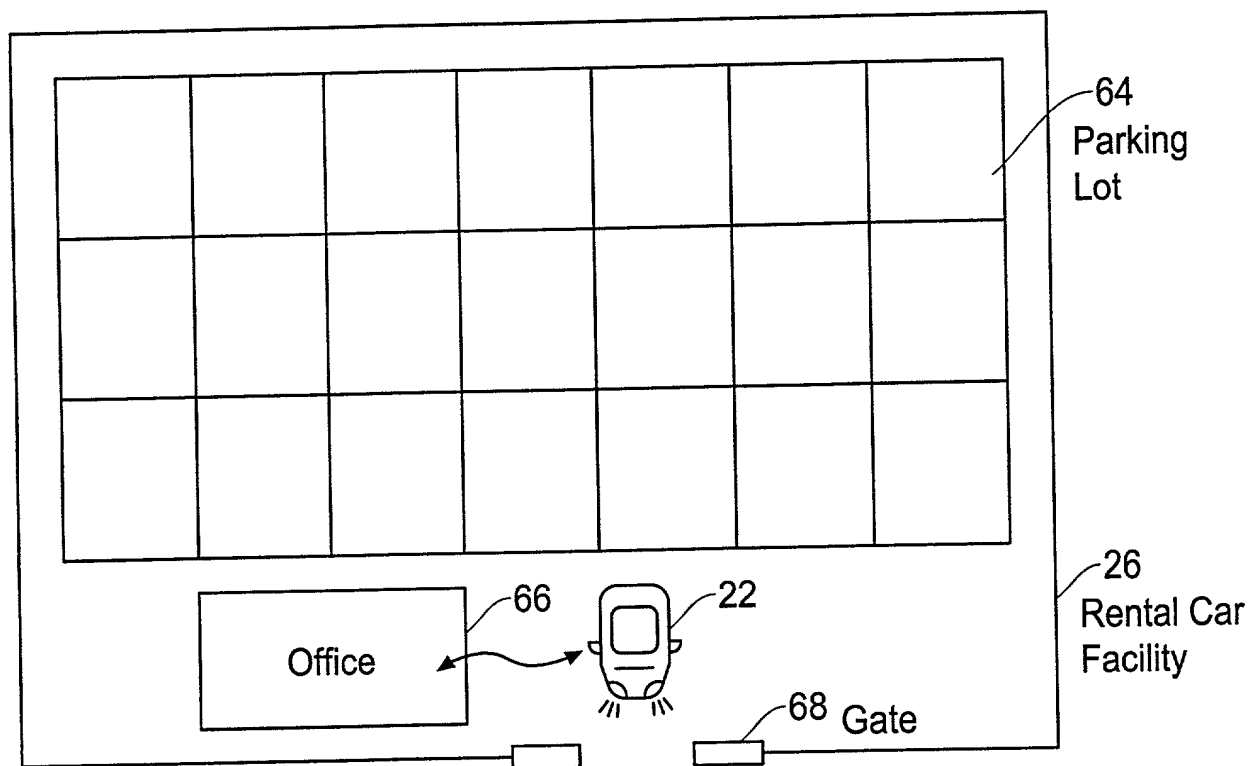 64
Parking
Lot
66
22
26
Rental Car
Facility
Office
68 Gate